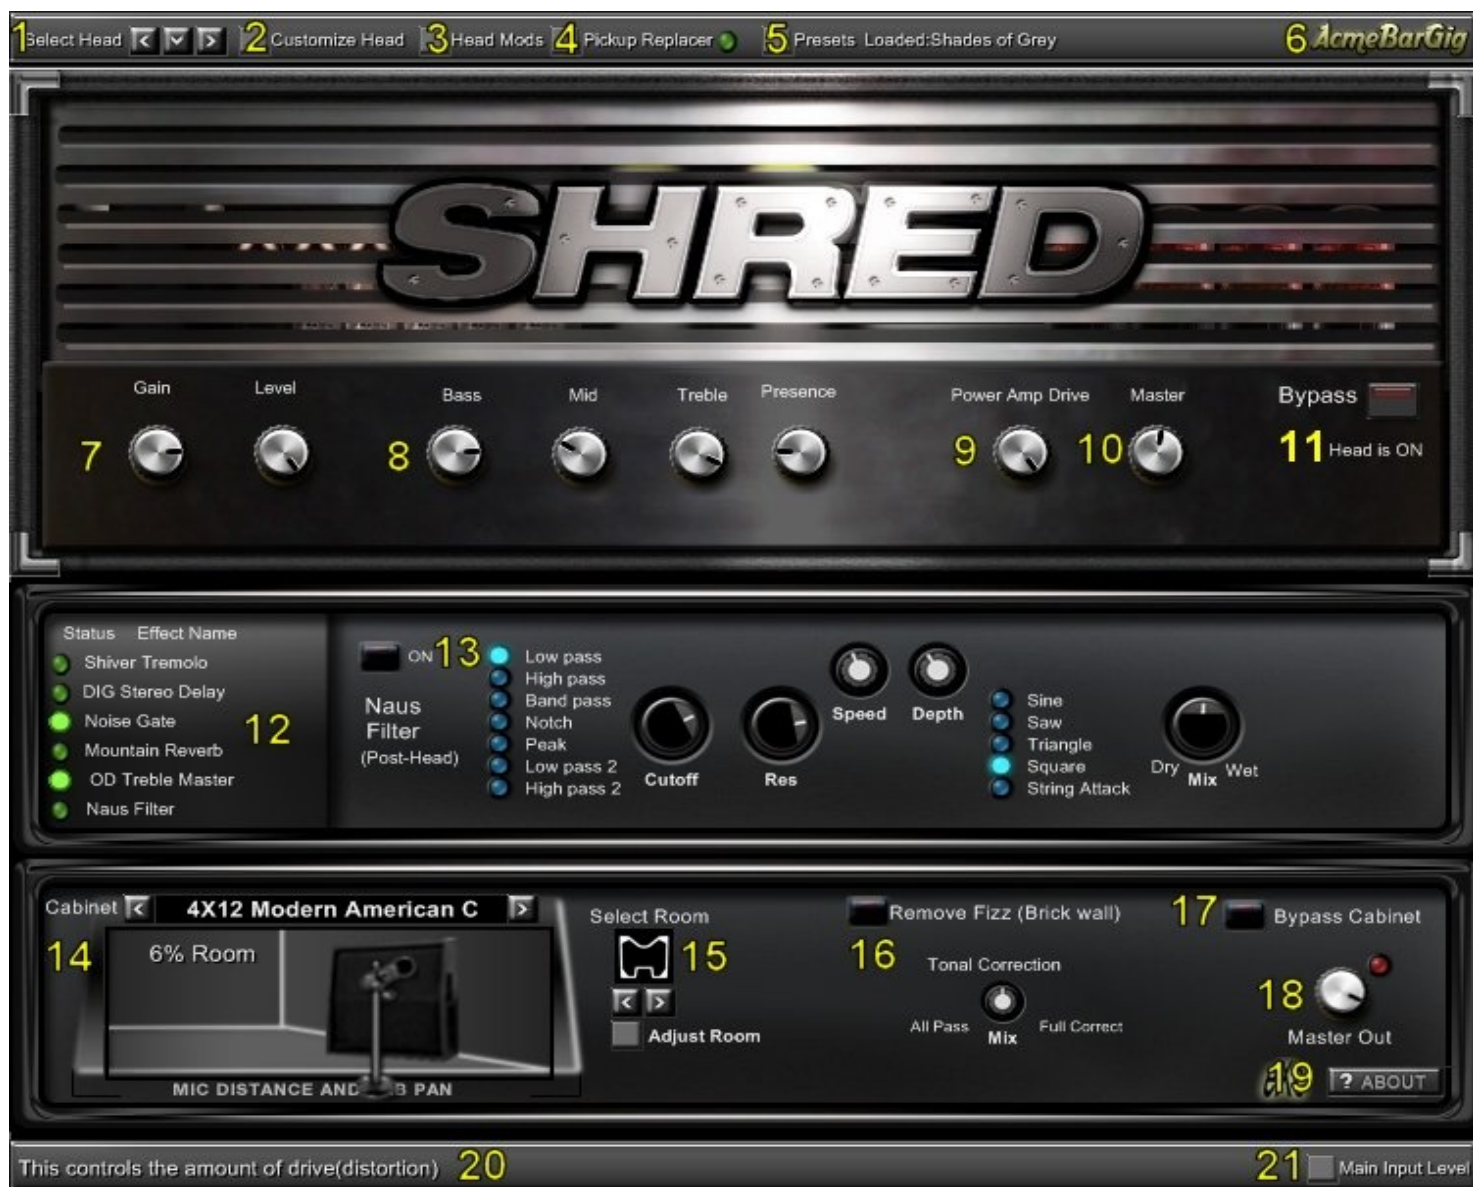 1 Select Head 2 Customize Head 3 Head Mods 4 Pickup Replacer 5 Presets Loaded:Shades of Grey 6 AcmeBarGig
SHRED
Gain Level Bass Mid Treble Presence Power Amp Drive Master Bypass
7 8 9 10 11 Head is ON
Status Effect Name
Shiver Tremolo
DIG Stereo Delay
Noise Gate
Mountain Reverb
OD Treble Master
Naus Filter
12
ON 13
Naus
Filter
(Post-Head)
Low pass
High pass
Band pass
Notch
Peak
Low pass 2
High pass 2
Cutoff
Res
Speed Depth
Sine
Saw
Triangle
Square
String Attack
Dry Mix Wet
Cabinet 4X12 Modern American C
14 6% Room
MIC DISTANCE AND PAN
Select Room
15
Adjust Room
Remove Fizz (Brick wall)
16
Tonal Correction
All Pass Mix Full Correct
17 Bypass Cabinet
18
Master Out
19 ? ABOUT
This controls the amount of drive(distortion) 20 21 Main Input Level